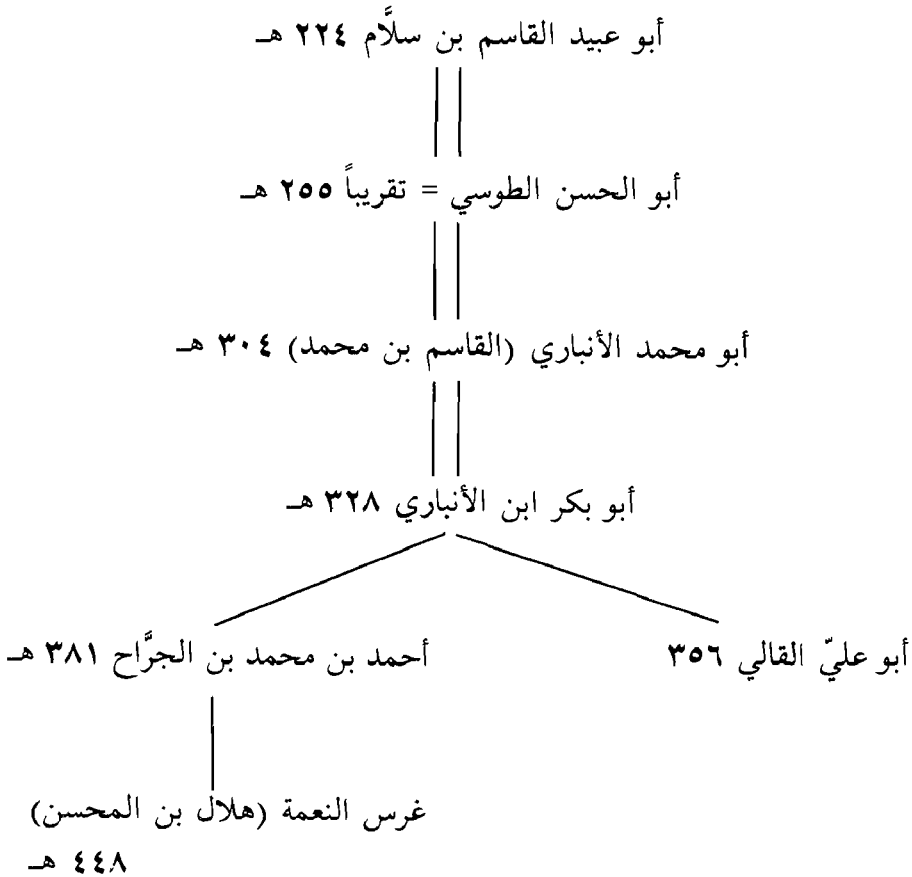 أبو عبيد القاسم بن سلَّام ٢٢٤ هـ
أبو الحسن الطوسي = تقريباً ٢٥٥ هـ
أبو محمد الأنباري (القاسم بن محمد) ٣٠٤ هـ
أبو بكر ابن الأنباري ٣٢٨ هـ
أبو عليّ القالي ٣٥٦
أحمد بن محمد بن الجرَّاح ٣٨١ هـ
غرس النعمة (هلال بن المحسن)
٤٤٨ هـ